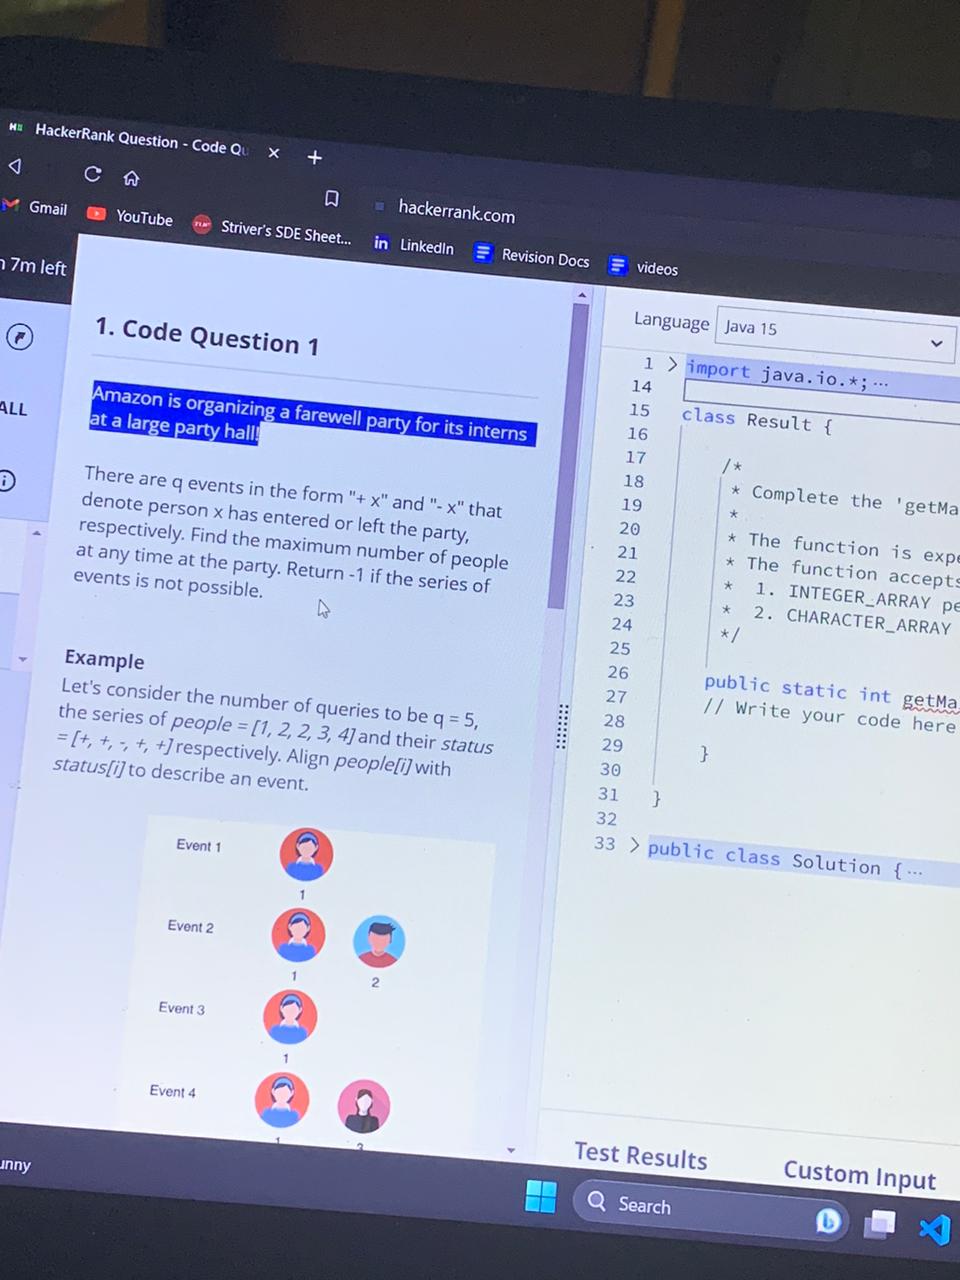 HackerRank Question - Code Qu
hackerrank.com
Gmail
YouTube
Striver's SDE Sheet...
LinkedIn
Revision Docs
videos
7m left
ALL
1. Code Question 1
Amazon is organizing a farewell party for its interns
at a large party hall!
There are q events in the form "+ x" and "- x" that
denote person x has entered or left the party,
respectively. Find the maximum number of people
at any time at the party. Return -1 if the series of
events is not possible.
Example
Let's consider the number of queries to be q = 5,
the series of people = [1, 2, 2, 3, 4] and their status
= [+, +, -, +, +] respectively. Align people[i] with
status[i] to describe an event.
Event 1
1
Event 2
1 2
Event 3
1
Event 4
Language Java 15
1 import java.io.*;...
14
15 class Result {
16
17 /*
18 * Complete the 'getMa
19 *
20 * The function is expe
21 * The function accepts
22 * 1. INTEGER_ARRAY pe
23 * 2. CHARACTER_ARRAY
24 */
25
26 public static int getMa
27 // Write your code here
28
29 }
30
31 }
32
33 public class Solution {...
Test Results Custom Input
unny
Search